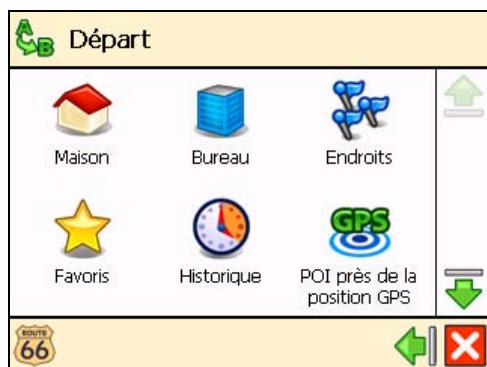 A B Départ
Maison Bureau Endroits
Favoris Historique POI près de la
position GPS
GPS
ROUTE
66